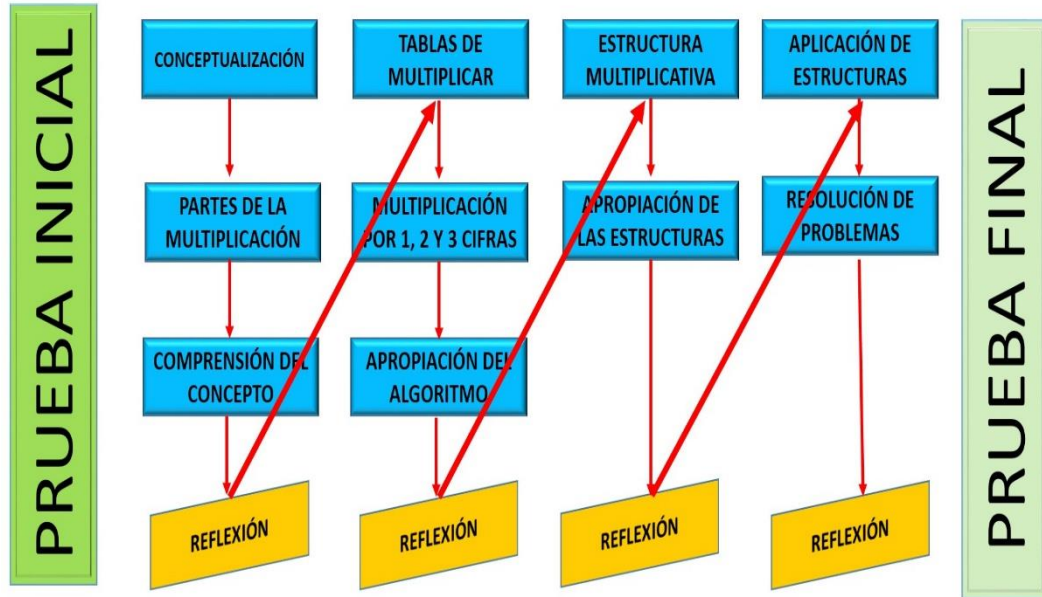 PRUEBA INICIAL
CONCEPTUALIZACIÓN
PARTES DE LA
MULTIPLICACIÓN
COMPRENSIÓN DEL
CONCEPTO
REFLEXIÓN
TABLAS DE
MULTIPLICAR
MULTIPLICACIÓN
POR 1, 2 Y 3 CIFRAS
APROPIACIÓN DEL
ALGORITMO
REFLEXIÓN
ESTRUCTURA
MULTIPLICATIVA
APROPIACIÓN DE
LAS ESTRUCTURAS
REFLEXIÓN
APLICACIÓN DE
ESTRUCTURAS
RESOLUCIÓN DE
PROBLEMAS
REFLEXIÓN
PRUEBA FINAL